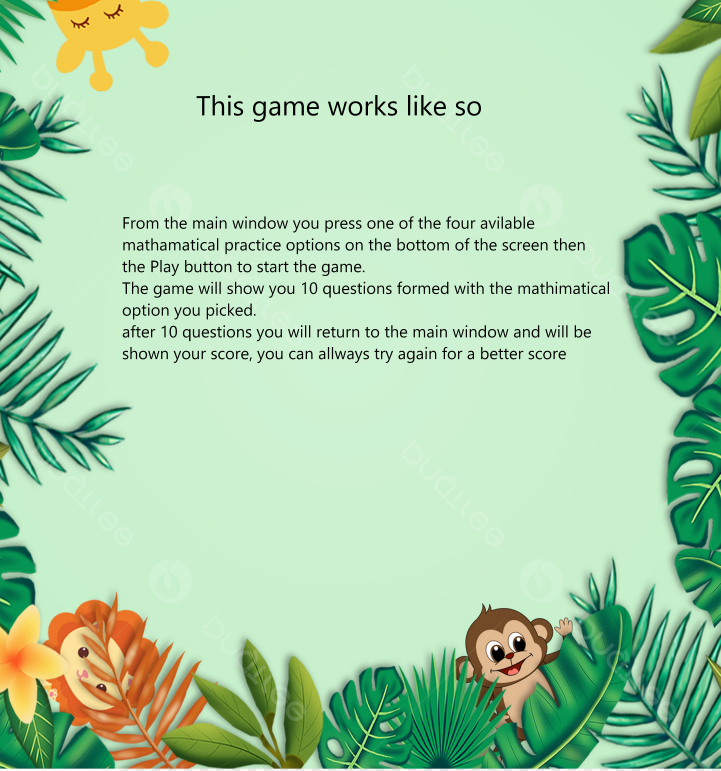 This game works like so
From the main window you press one of the four avilable
mathamatical practice options on the bottom of the screen then
the Play button to start the game.
The game will show you 10 questions formed with the mathimatical
option you picked.
after 10 questions you will return to the main window and will be
shown your score, you can allways try again for a better score